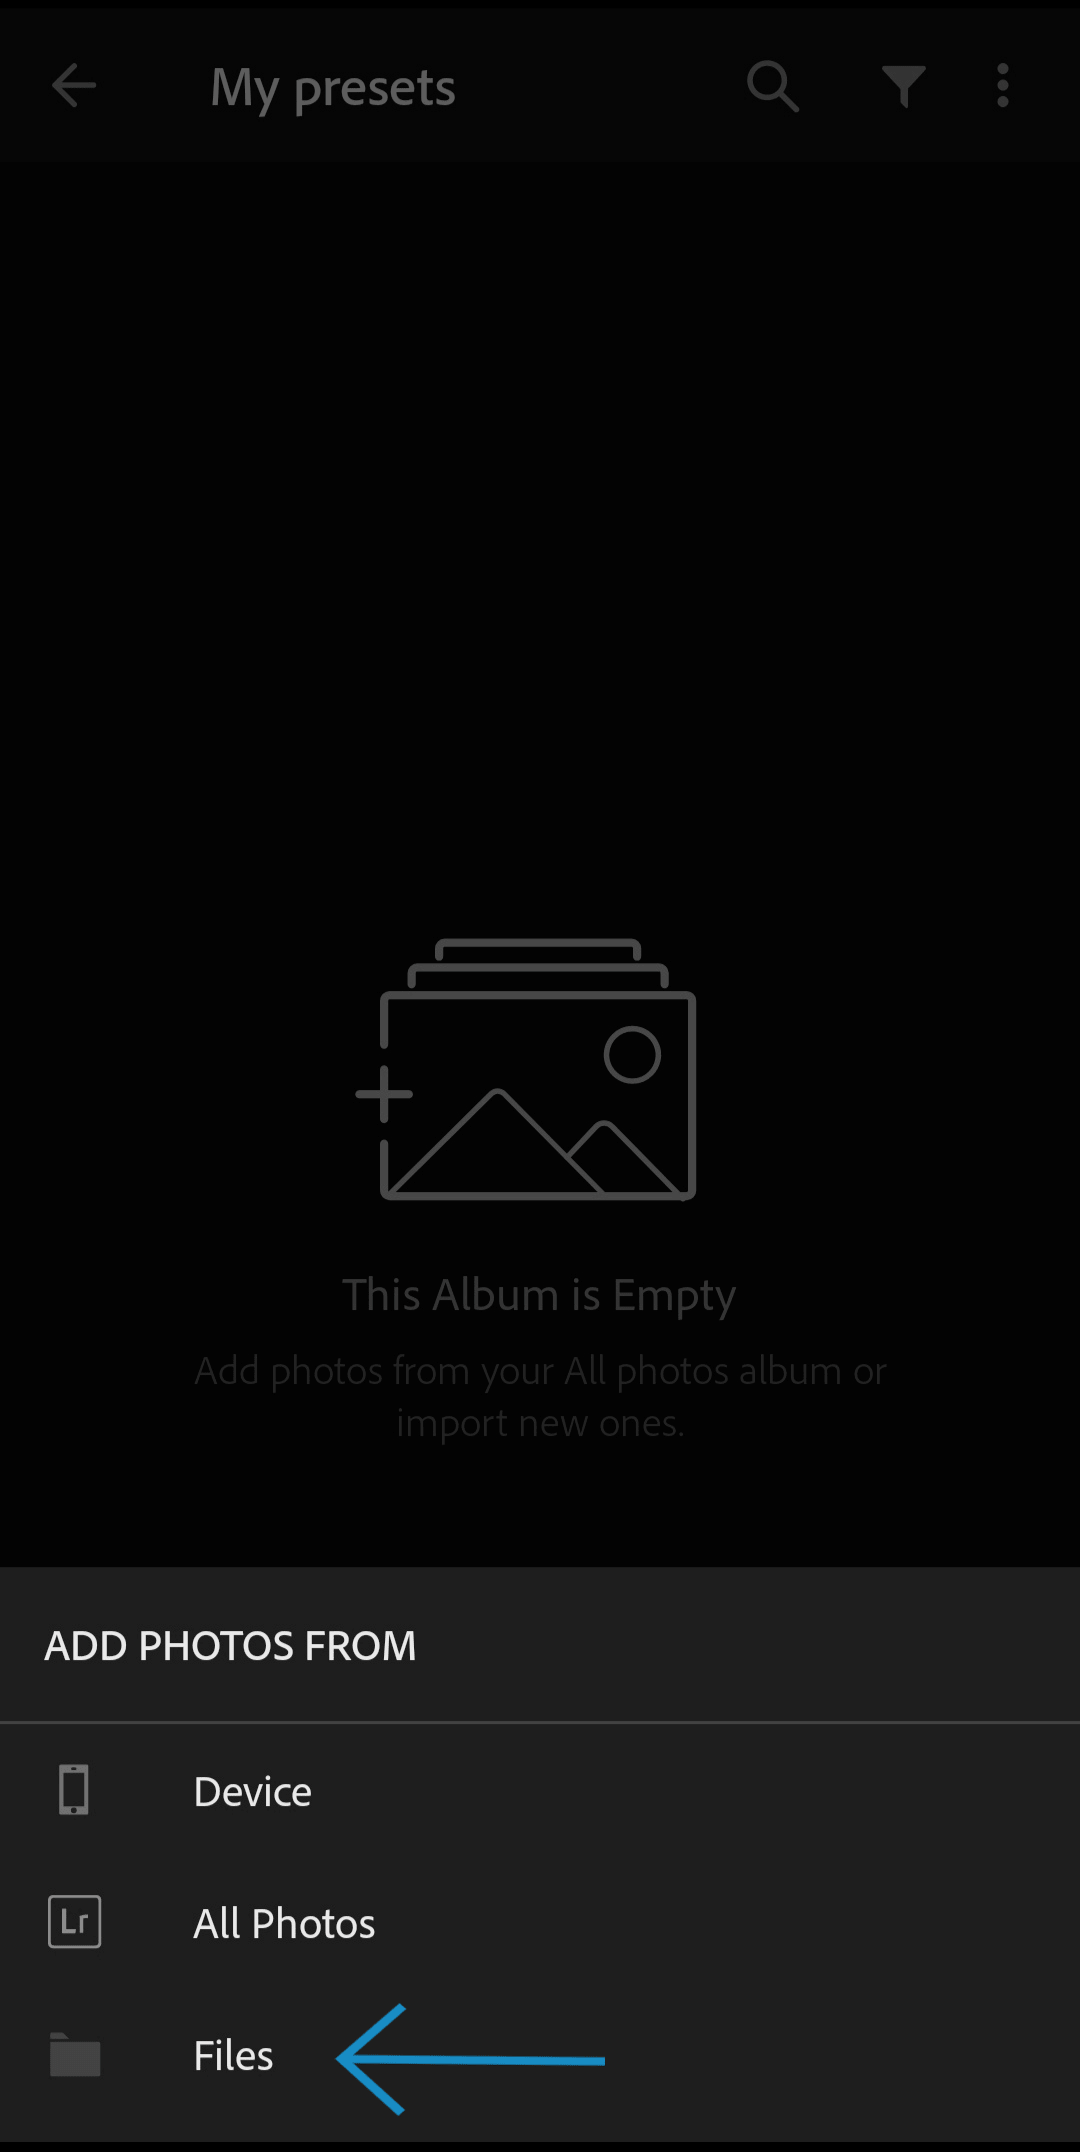 My presets
This Album is Empty
Add photos from your All photos album or
import new ones.
ADD PHOTOS FROM
Device
Lr
All Photos
Files